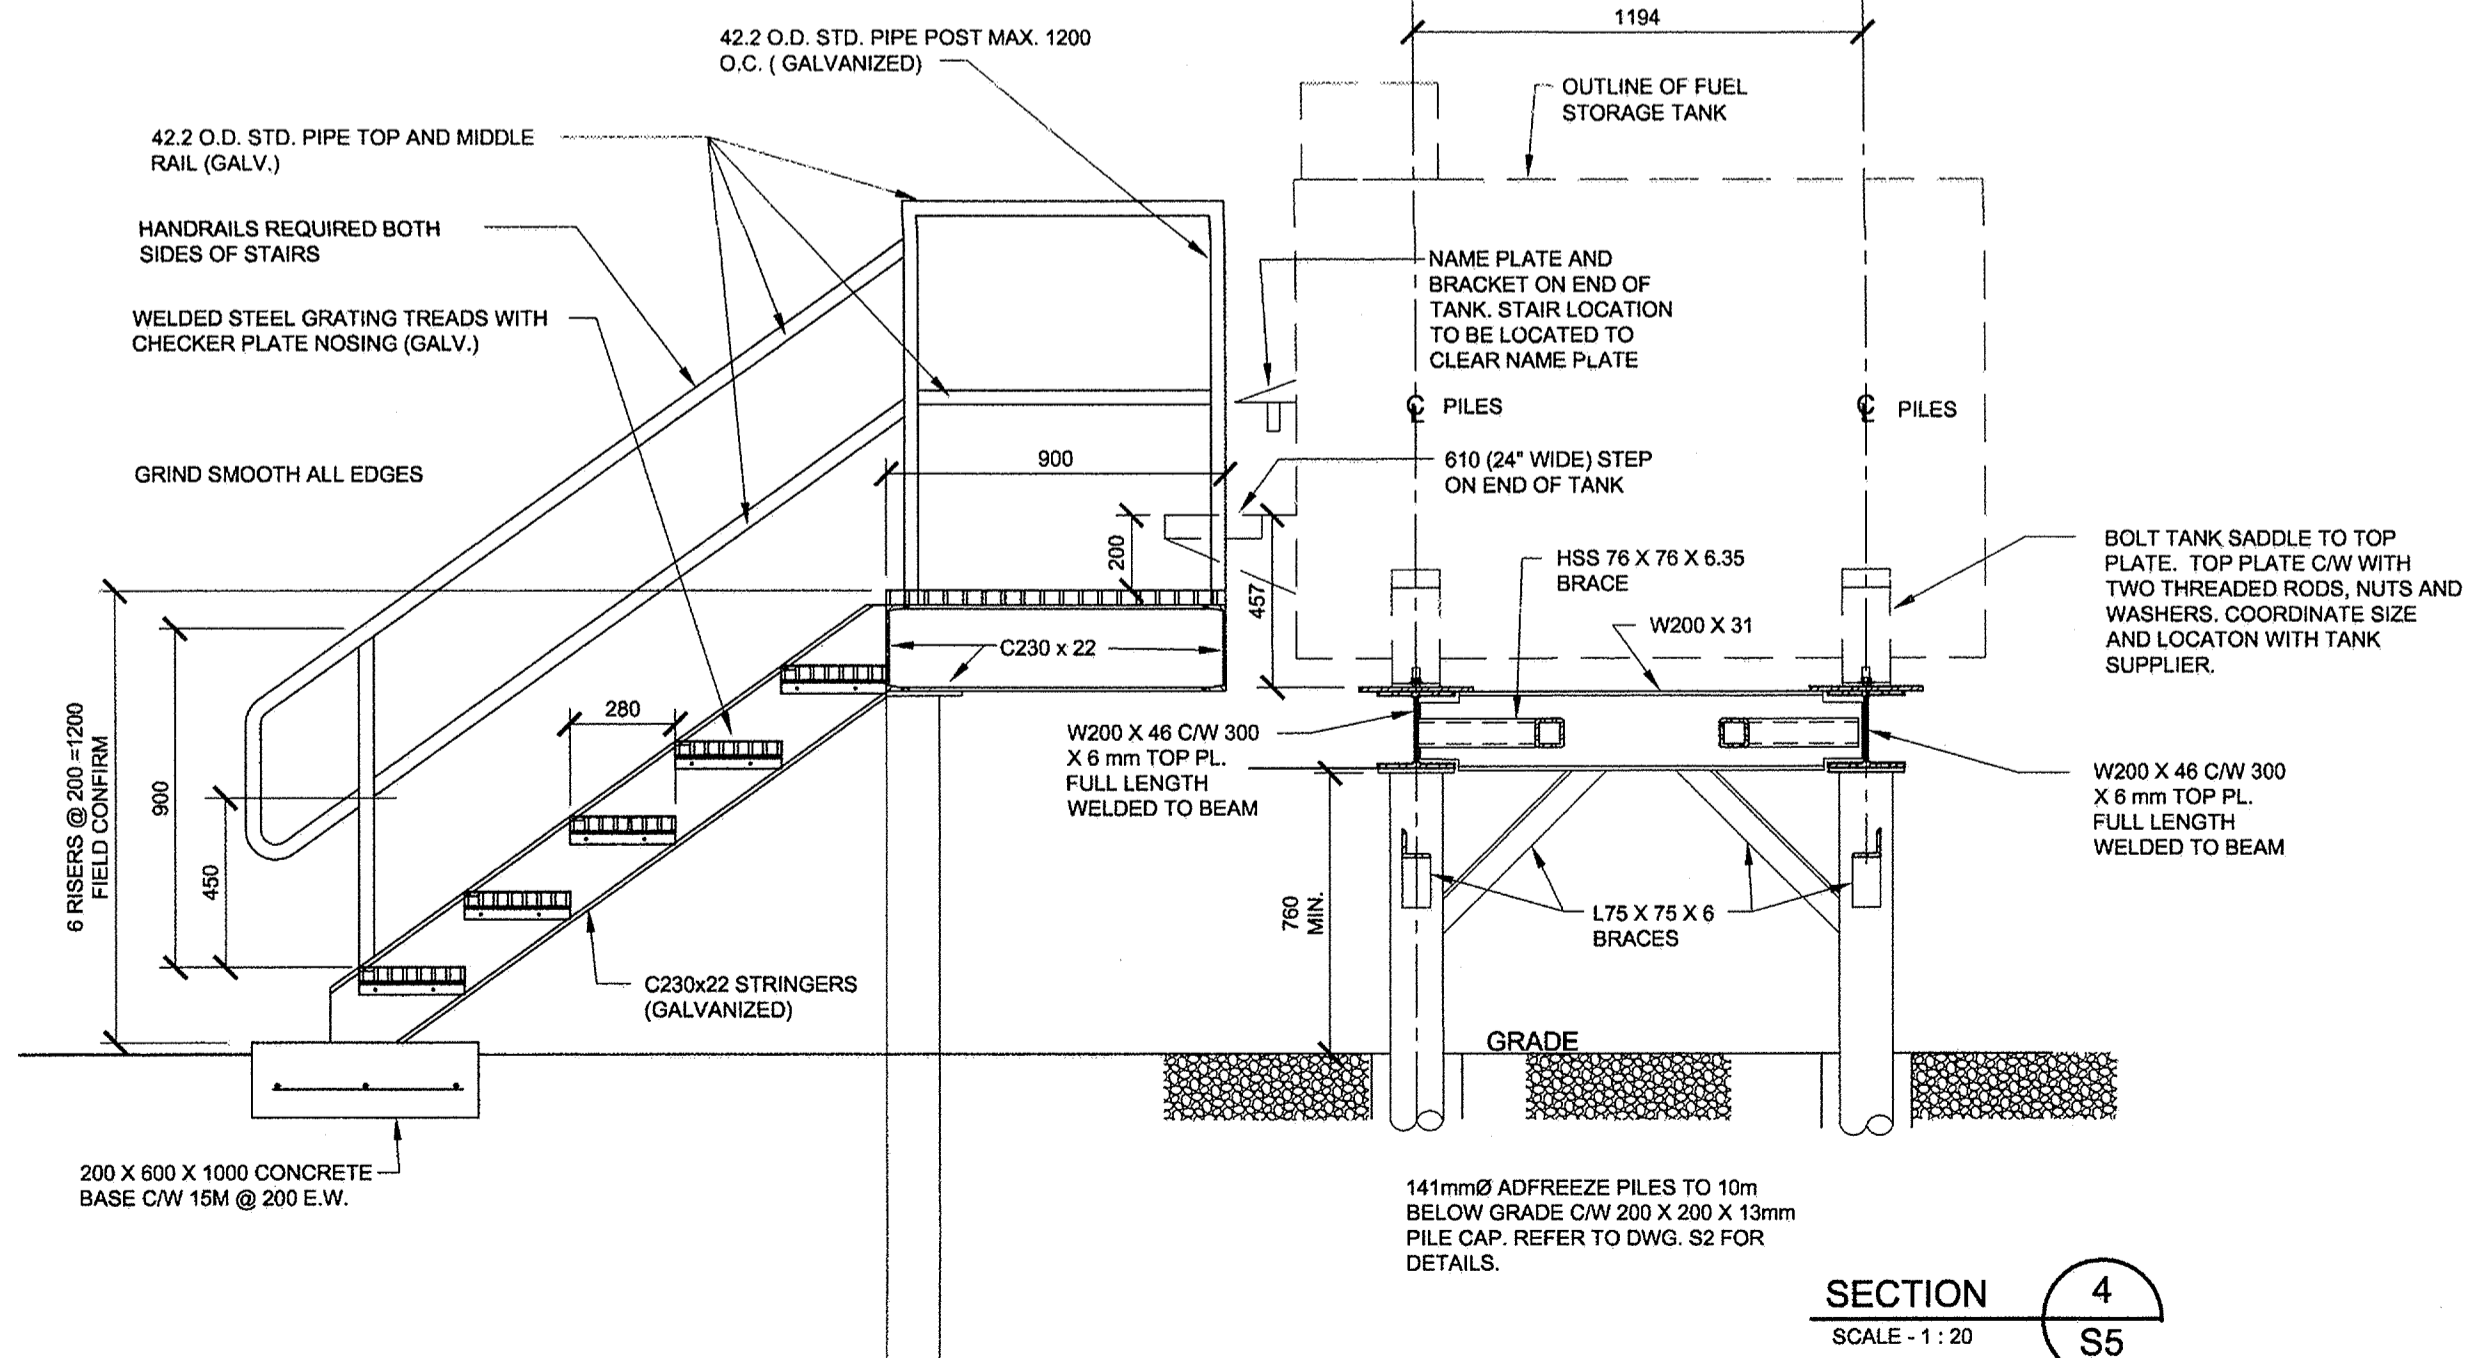 1194
42.2 O.D. STD. PIPE POST MAX. 1200
O.C. ( GALVANIZED)
OUTLINE OF FUEL
STORAGE TANK
42.2 O.D. STD. PIPE TOP AND MIDDLE
RAIL (GALV.)
HANDRAILS REQUIRED BOTH
SIDES OF STAIRS
WELDED STEEL GRATING TREADS WITH
CHECKER PLATE NOSING (GALV.)
NAME PLATE AND
BRACKET ON END OF
TANK. STAIR LOCATION
TO BE LOCATED TO
CLEAR NAME PLATE
℄ PILES
℄ PILES
GRIND SMOOTH ALL EDGES
900
610 (24" WIDE) STEP
ON END OF TANK
200
457
HSS 76 X 76 X 6.35
BRACE
W200 X 31
BOLT TANK SADDLE TO TOP
PLATE. TOP PLATE C/W WITH
TWO THREADED RODS, NUTS AND
WASHERS. COORDINATE SIZE
AND LOCATON WITH TANK
SUPPLIER.
C230 x 22
280
6 RISERS @ 200 =1200
FIELD CONFIRM
900
450
W200 X 46 C/W 300
X 6 mm TOP PL.
FULL LENGTH
WELDED TO BEAM
W200 X 46 C/W 300
X 6 mm TOP PL.
FULL LENGTH
WELDED TO BEAM
760
MIN.
L75 X 75 X 6
BRACES
C230x22 STRINGERS
(GALVANIZED)
GRADE
200 X 600 X 1000 CONCRETE
BASE C/W 15M @ 200 E.W.
141mmØ ADFREEZE PILES TO 10m
BELOW GRADE C/W 200 X 200 X 13mm
PILE CAP. REFER TO DWG. S2 FOR
DETAILS.
SECTION
SCALE - 1 : 20
4
S5